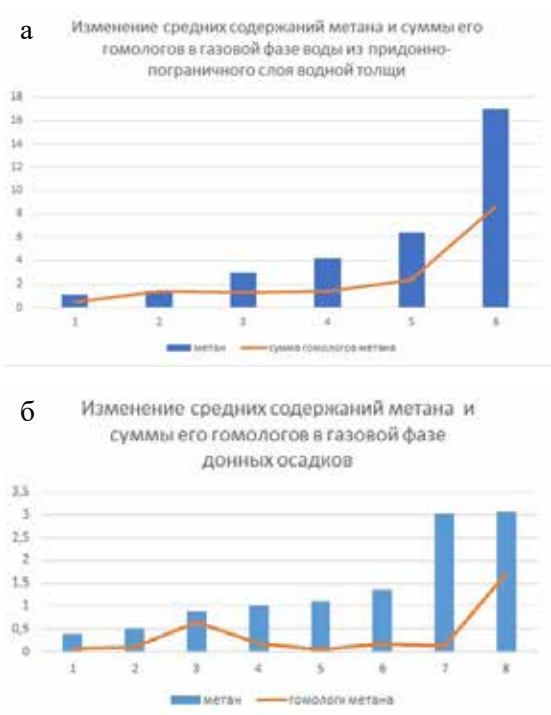 а
Изменение средних содержаний метана и суммы его
гомологов в газовой фазе воды из придонно-
пограничного слоя водной толщи
18
16
14
12
10
8
6
4
2
0
1 2 3 4 5 6
метан сумма гомологов метана
б
Изменение средних содержаний метана и
суммы его гомологов в газовой фазе
донных осадков
3,5
3
2,5
2
1,5
1
0,5
0
1 2 3 4 5 6 7 8
метан гомологи метана